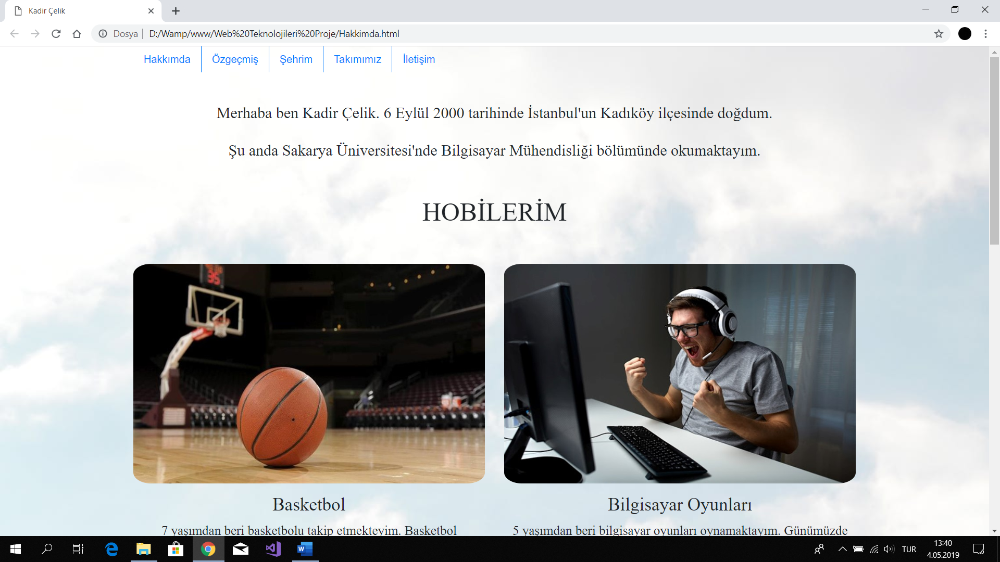 Kadir Çelik
Dosya | D:/Wamp/www/Web%20Teknolojileri%20Proje/Hakkimda.html
Hakkımda Özgeçmiş Şehrim Takımımız İletişim
Merhaba ben Kadir Çelik. 6 Eylül 2000 tarihinde İstanbul'un Kadıköy ilçesinde doğdum.
Şu anda Sakarya Üniversitesi'nde Bilgisayar Mühendisliği bölümünde okumaktayım.
HOBİLERİM
35
Basketbol
Bilgisayar Oyunları
7 yaşımdan beri basketbolu takip etmekteyim. Basketbol
5 yaşımdan beri bilgisayar oyunları oynamaktayım. Günümüzde
TUR
13:40
4.05.2019